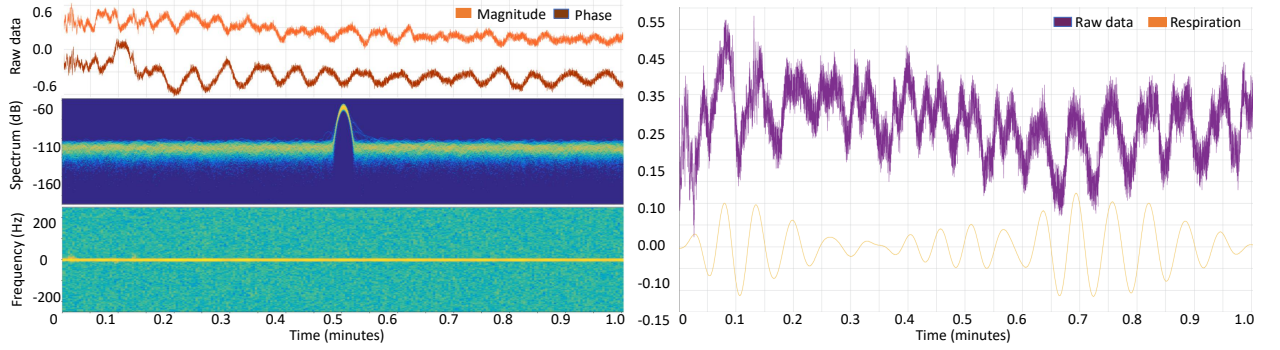 Magnitude Phase
Raw data
0.6
0.0
-0.6
Spectrum (dB)
-60
-110
-160
Frequency (Hz)
200
0
-200
0 0.1 0.2 0.3 0.4 0.5 0.6 0.7 0.8 0.9 1.0
Time (minutes)
Raw data Respiration
0.55
0.45
0.35
0.25
0.15
0.10
0.00
-0.10
-0.15
0 0.1 0.2 0.3 0.4 0.5 0.6 0.7 0.8 0.9 1.0
Time (minutes)